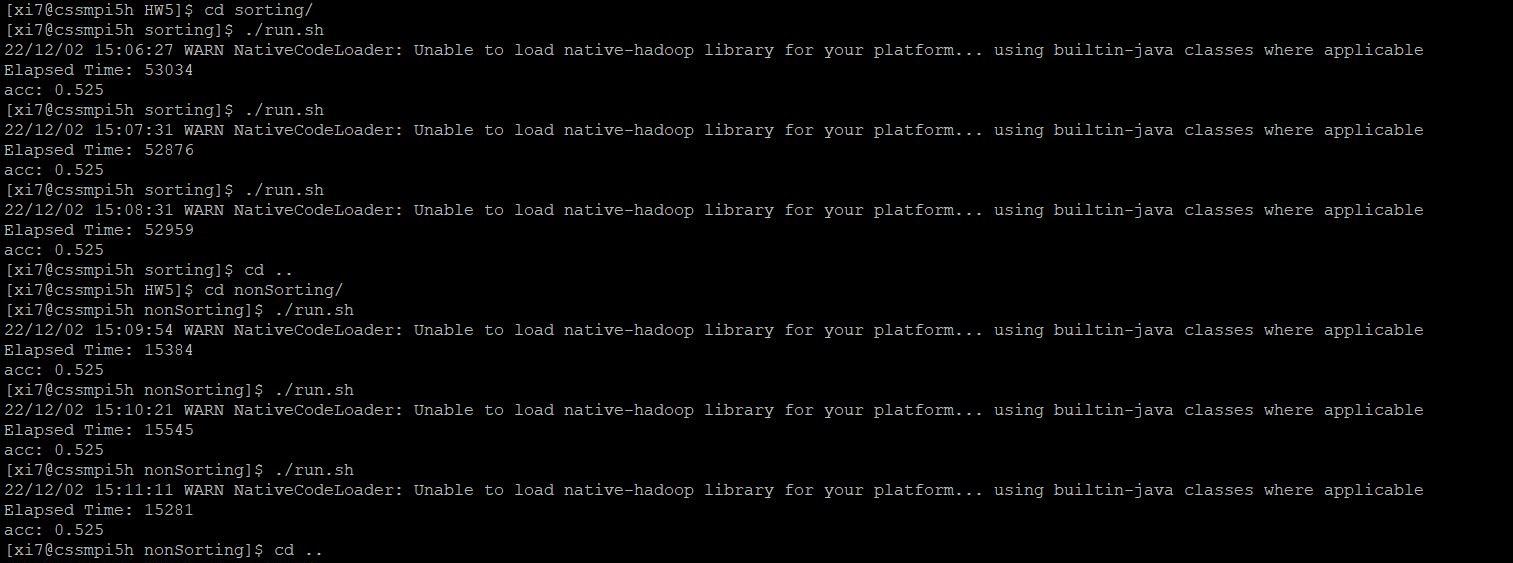 [xi7@cssmpi5h HW5]$ cd sorting/
[xi7@cssmpi5h sorting]$ ./run.sh
22/12/02 15:06:27 WARN NativeCodeLoader: Unable to load native-hadoop library for your platform... using builtin-java classes where applicable
Elapsed Time: 53034
acc: 0.525
[xi7@cssmpi5h sorting]$ ./run.sh
22/12/02 15:07:31 WARN NativeCodeLoader: Unable to load native-hadoop library for your platform... using builtin-java classes where applicable
Elapsed Time: 52876
acc: 0.525
[xi7@cssmpi5h sorting]$ ./run.sh
22/12/02 15:08:31 WARN NativeCodeLoader: Unable to load native-hadoop library for your platform... using builtin-java classes where applicable
Elapsed Time: 52959
acc: 0.525
[xi7@cssmpi5h sorting]$ cd ..
[xi7@cssmpi5h HW5]$ cd nonSorting/
[xi7@cssmpi5h nonSorting]$ ./run.sh
22/12/02 15:09:54 WARN NativeCodeLoader: Unable to load native-hadoop library for your platform... using builtin-java classes where applicable
Elapsed Time: 15384
acc: 0.525
[xi7@cssmpi5h nonSorting]$ ./run.sh
22/12/02 15:10:21 WARN NativeCodeLoader: Unable to load native-hadoop library for your platform... using builtin-java classes where applicable
Elapsed Time: 15545
acc: 0.525
[xi7@cssmpi5h nonSorting]$ ./run.sh
22/12/02 15:11:11 WARN NativeCodeLoader: Unable to load native-hadoop library for your platform... using builtin-java classes where applicable
Elapsed Time: 15281
acc: 0.525
[xi7@cssmpi5h nonSorting]$ cd ..